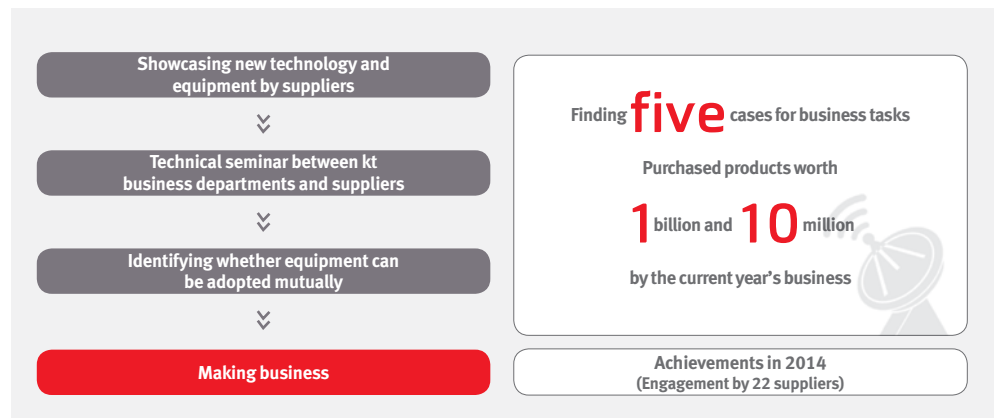 Showcasing new technology and
equipment by suppliers
Technical seminar between kt
business departments and suppliers
Identifying whether equipment can
be adopted mutually
Making business
Finding five cases for business tasks
Purchased products worth
1 billion and 10 million
by the current year's business
Achievements in 2014
(Engagement by 22 suppliers)